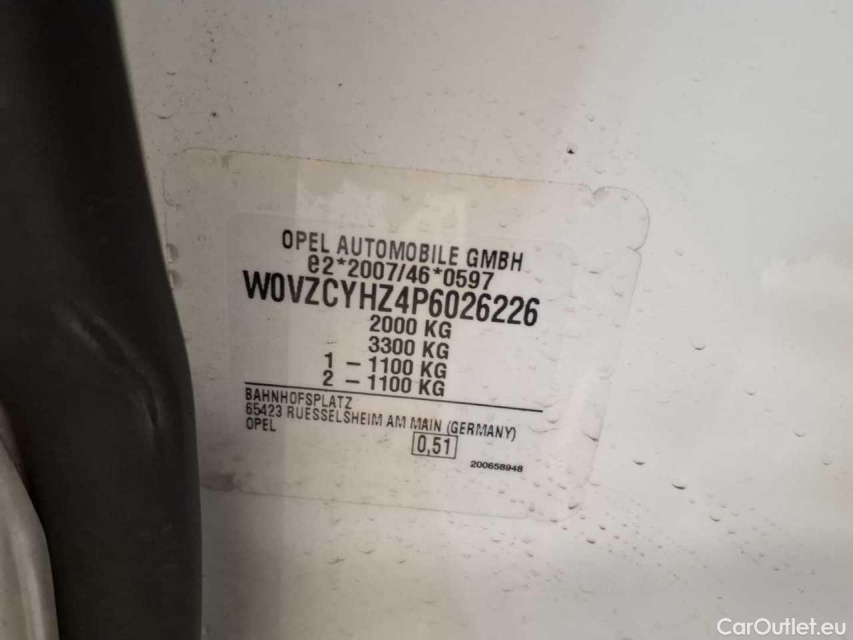 OPEL AUTOMOBILE GMBH
e2*2007/46*0597
W0VZCYHZ4P6026226
2000 KG
3300 KG
1 - 1100 KG
2 - 1100 KG
BAHNHOFSPLATZ
65423 RUESSELSHEIM AM MAIN (GERMANY)
OPEL
0,51
200658948
CarOutlet.eu